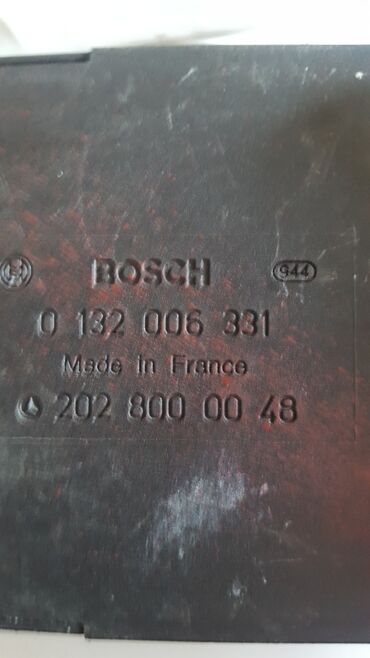 BOSCH 944
0 132 006 331
Made in France
202 800 00 48